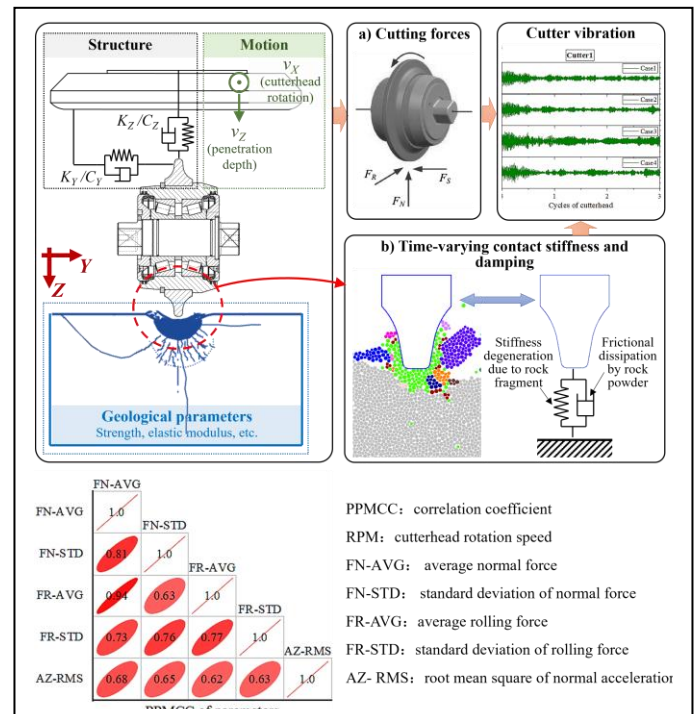 Structure
Motion
v_X
(cutterhead
rotation)
K_Z/C_Z
v_Z
(penetration
depth)
K_Y/C_Y
Y
Z
Geological parameters
Strength, elastic modulus, etc.
a) Cutting forces
F_R
F_N
F_S
Cutter vibration
Cutter1
Case1
Case2
Case3
Case4
1 2 3
Cycles of cutterhead
b) Time-varying contact stiffness and
damping
Stiffness
degeneration
due to rock
fragment
Frictional
dissipation
by rock
powder
FN-AVG
FN-AVG 1.0 FN-STD
FN-STD 0.81 1.0 FR-AVG
FR-AVG 0.94 0.63 1.0 FR-STD
FR-STD 0.73 0.76 0.77 1.0 AZ-RMS
AZ-RMS 0.68 0.65 0.62 0.63 1.0
PPMCC of parameters
PPMCC：correlation coefficient
RPM：cutterhead rotation speed
FN-AVG：average normal force
FN-STD：standard deviation of normal force
FR-AVG：average rolling force
FR-STD：standard deviation of rolling force
AZ- RMS：root mean square of normal acceleration